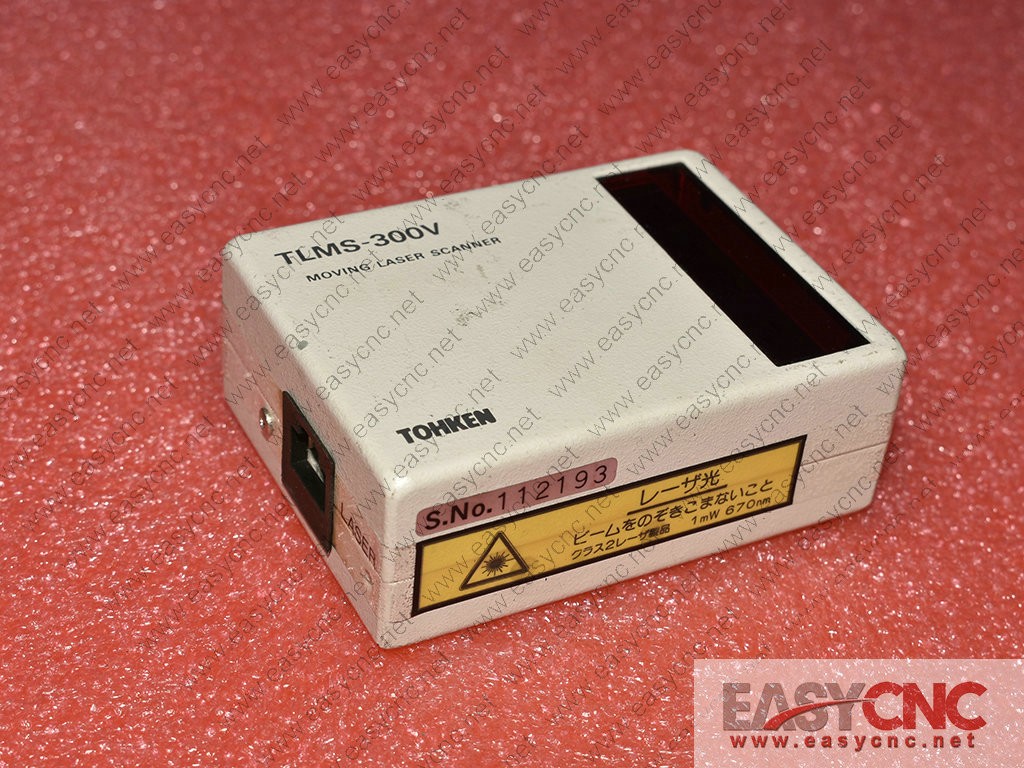 TLMS-300V
MOVING LASER SCANNER
TOHKEN
S.No. 112193
レーザ光
ビームをのぞきこまないこと
クラス2レーザ製品 1mW 670nm
LASER
EASYCNC
www.easycnc.net